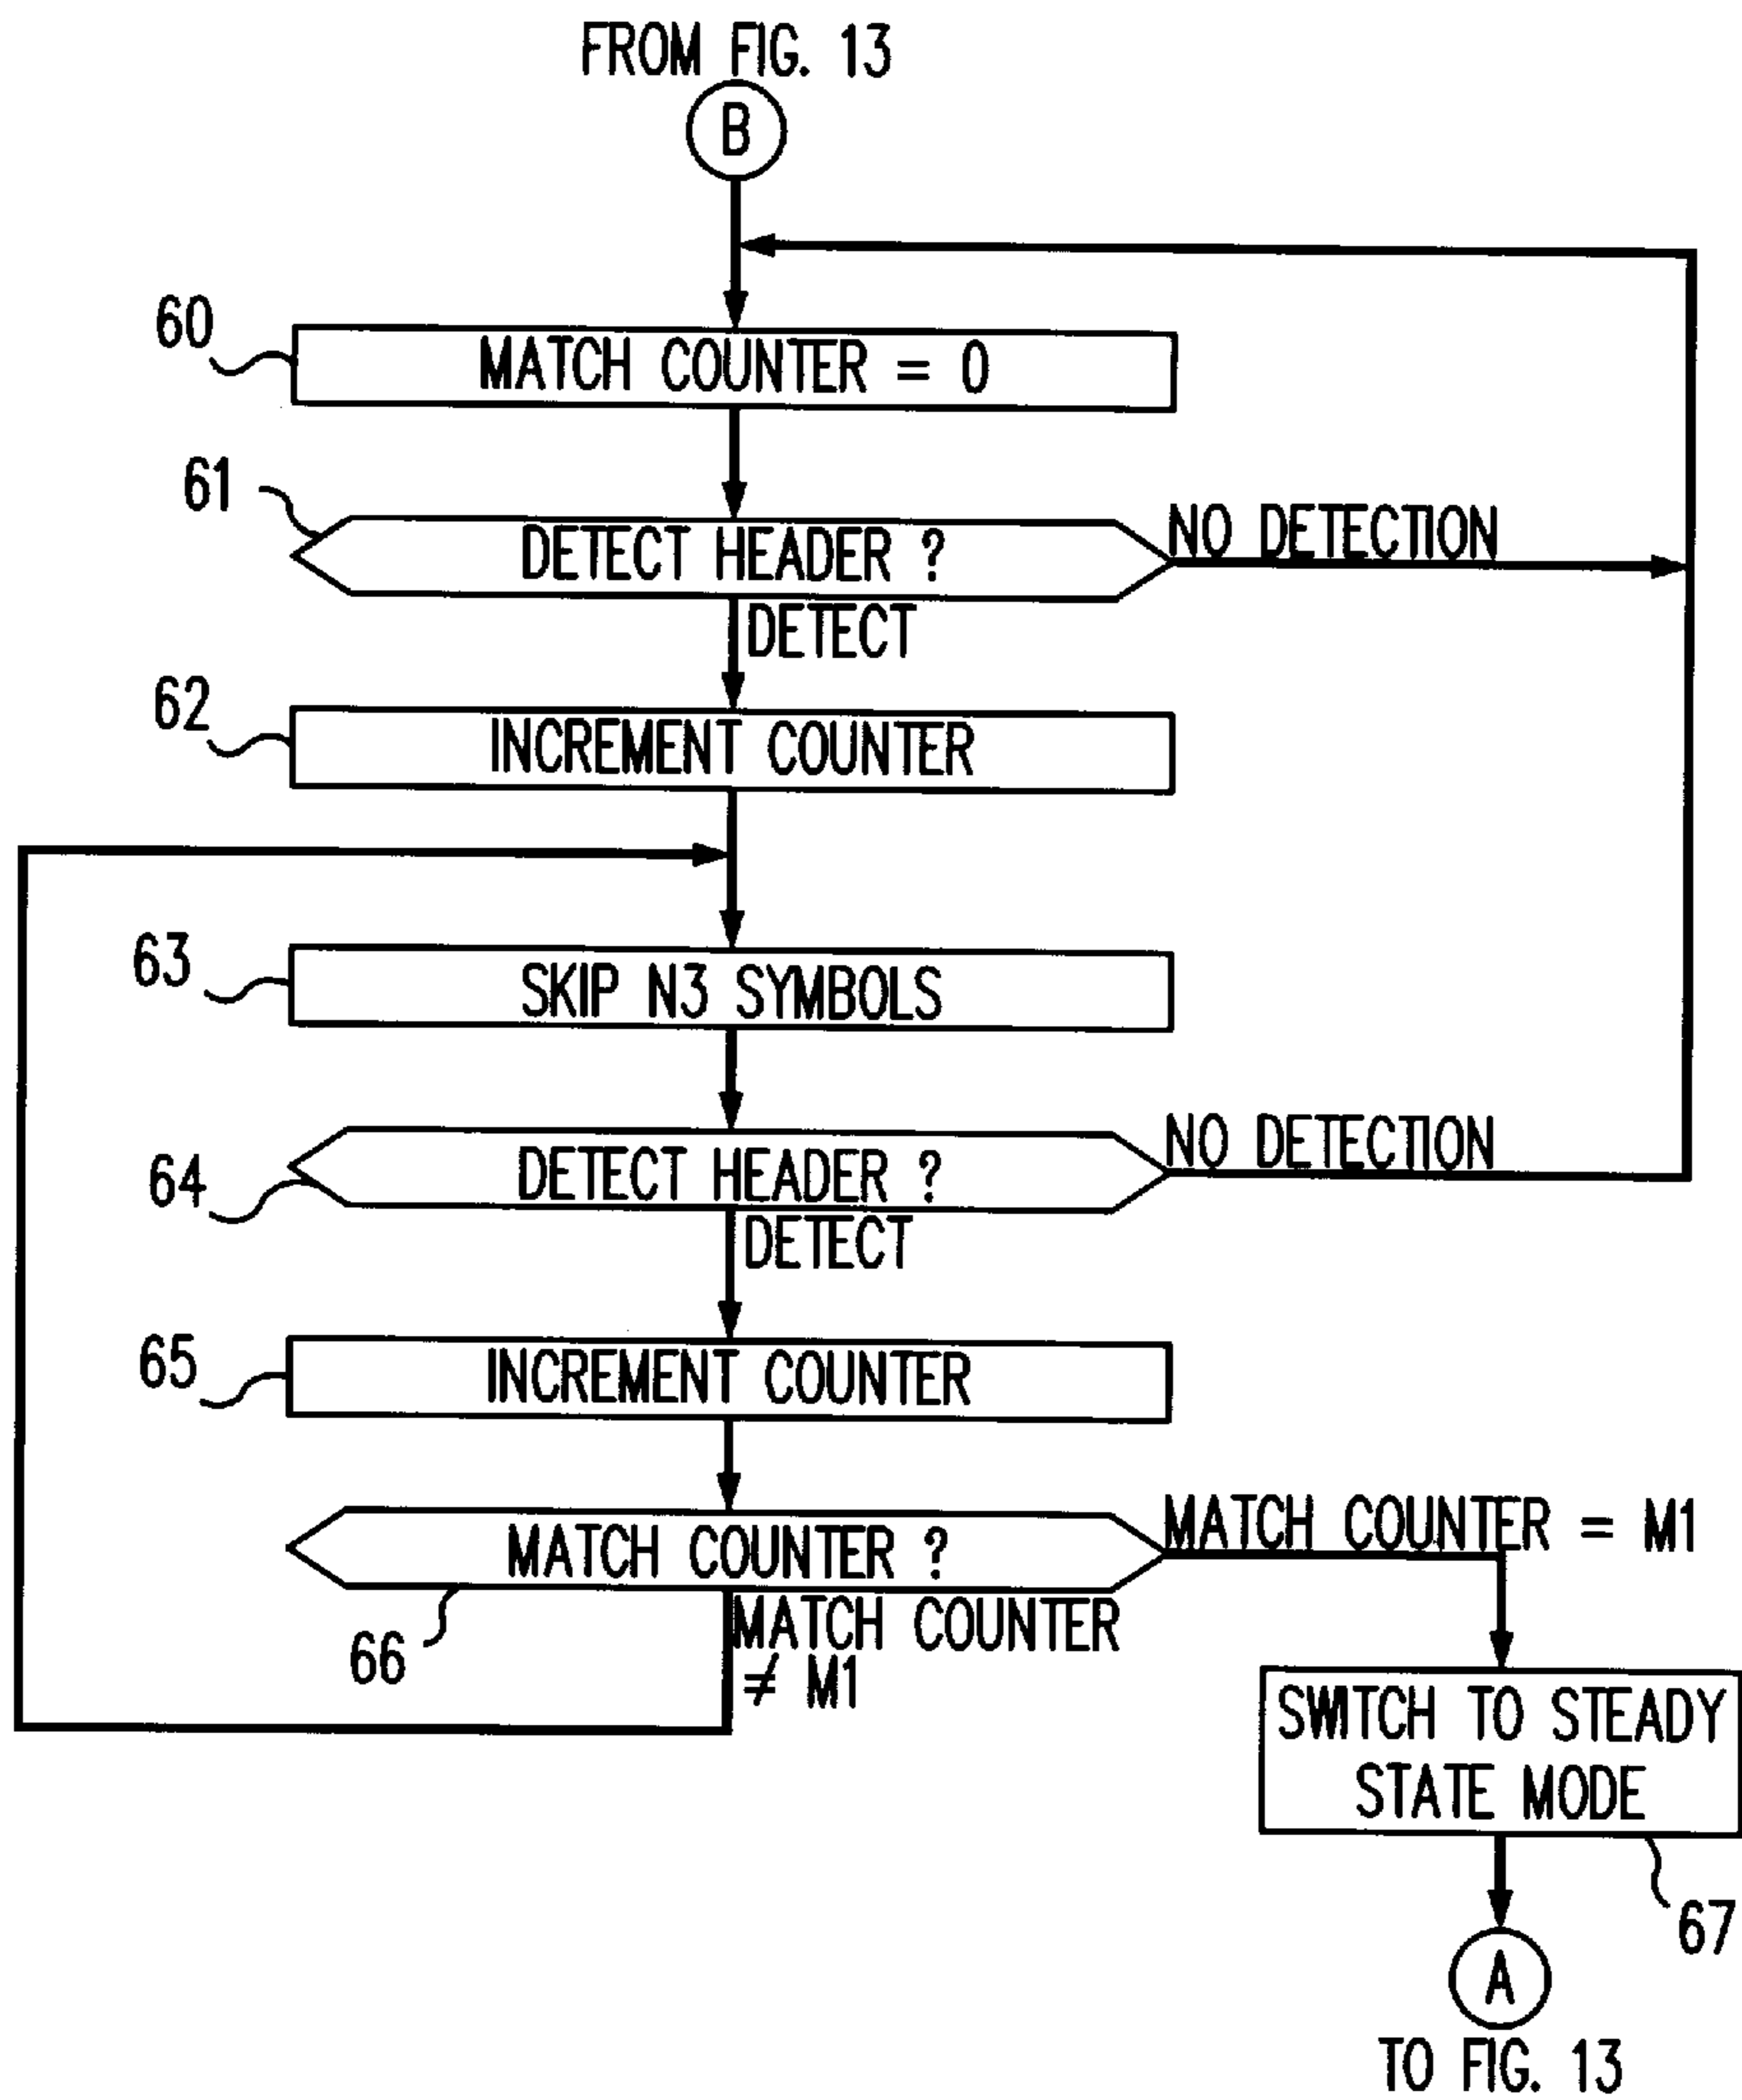 FROM FIG. 13
B
60
MATCH COUNTER = 0
61
DETECT HEADER ?
NO DETECTION
DETECT
62
INCREMENT COUNTER
63
SKIP N3 SYMBOLS
64
DETECT HEADER ?
NO DETECTION
DETECT
65
INCREMENT COUNTER
MATCH COUNTER ?
MATCH COUNTER = M1
66
MATCH COUNTER
≠ M1
SWITCH TO STEADY
STATE MODE
67
A
TO FIG. 13